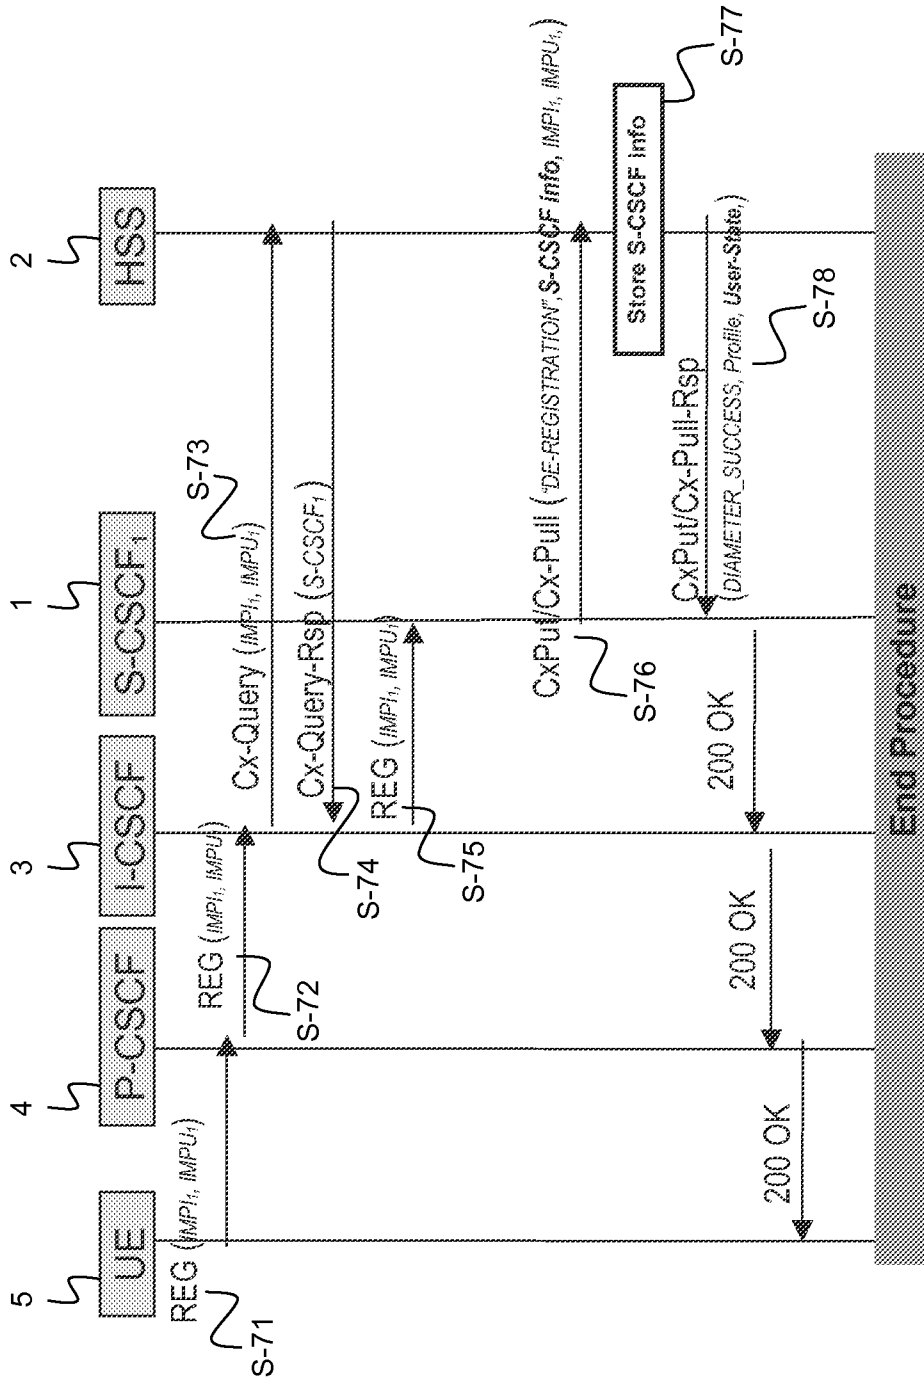 5
4
3
1
2
UE
P-CSCF
I-CSCF
S-CSCF₁
HSS
REG (IMPI₁, IMPU₁)
S-71
REG (IMPI₁, IMPU₁)
S-72
Cx-Query (IMPI₁, IMPU₁)
S-73
Cx-Query-Rsp (S-CSCF₁)
S-74
REG (IMPI₁, IMPU₁)
S-75
CxPut/Cx-Pull ("DE-REGISTRATION", S-CSCF info, IMPI₁, IMPU₁,)
S-76
Store S-CSCF info
S-77
CxPut/Cx-Pull-Rsp
(DIAMETER_SUCCESS, Profile, User-State,)
S-78
200 OK
200 OK
200 OK
End Procedure